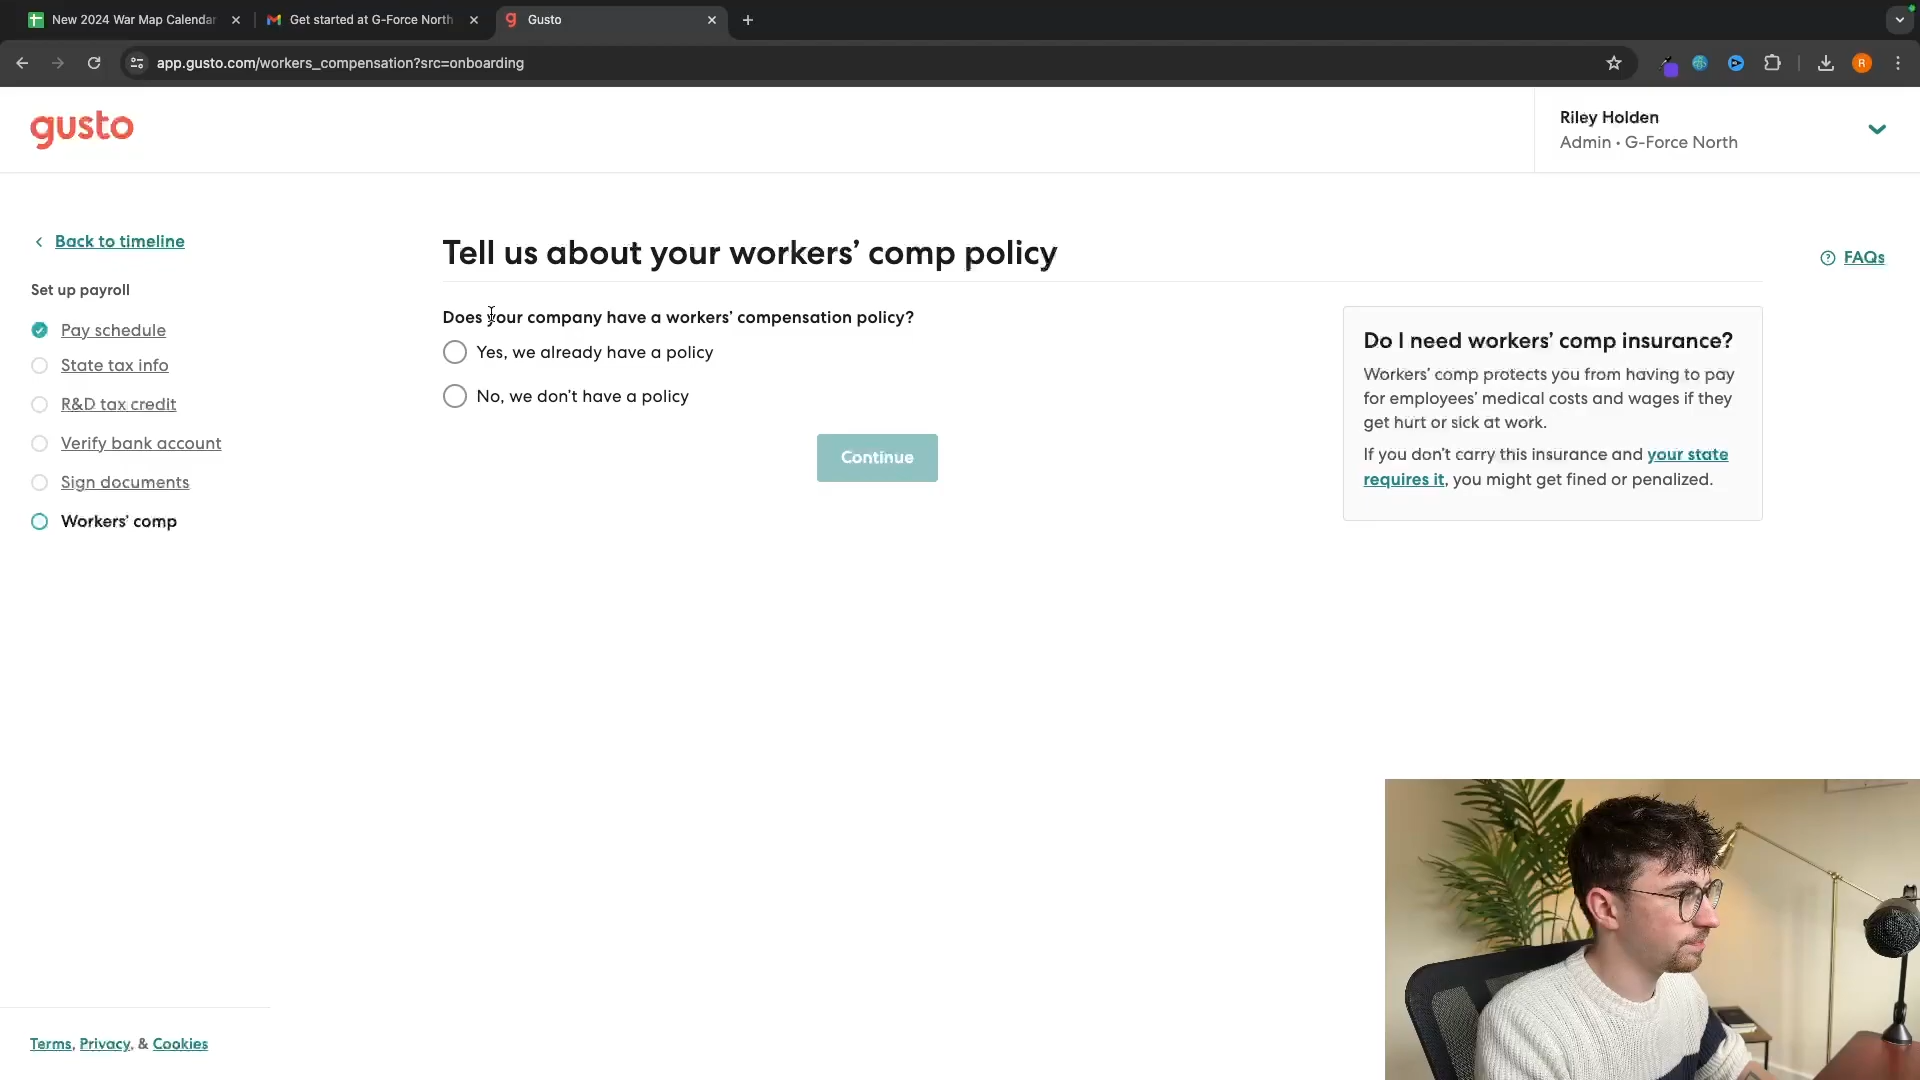 New 2024 War Map Calendar
Get started at G-Force North
Gusto
app.gusto.com/workers_compensation?src=onboarding
R
gusto
Riley Holden
Admin • G-Force North
Back to timeline
Set up payroll
Pay schedule
State tax info
R&D tax credit
Verify bank account
Sign documents
Workers’ comp
Tell us about your workers’ comp policy
FAQs
Does your company have a workers’ compensation policy?
Yes, we already have a policy
No, we don’t have a policy
Continue
Do I need workers’ comp insurance?
Workers’ comp protects you from having to pay
for employees’ medical costs and wages if they
get hurt or sick at work.
If you don’t carry this insurance and your state
requires it, you might get fined or penalized.
Terms, Privacy, & Cookies